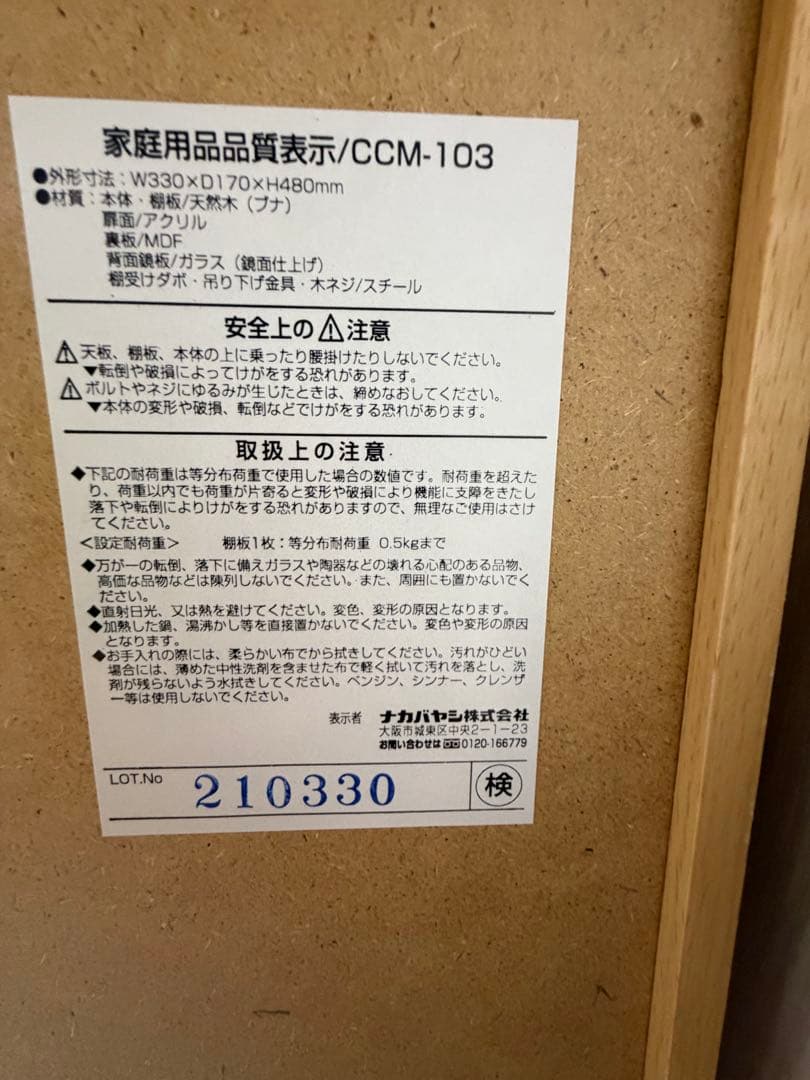 家庭用品品質表示/CCM-103
●外形寸法：W330×D170×H480mm
●材質：本体・棚板/天然木（ブナ）
扉面/アクリル
裏板/MDF
背面鏡板/ガラス（鏡面仕上げ）
棚受けダボ・吊り下げ金具・木ネジ/スチール
安全上の⚠注意
⚠天板、棚板、本体の上に乗ったり腰掛けたりしないでください。
▼転倒や破損によってけがをする恐れがあります。
⚠ボルトやネジにゆるみが生じたときは、締めなおしてください。
▼本体の変形や破損、転倒などでけがをする恐れがあります。
取扱上の注意
◆下記の耐荷重は等分布荷重で使用した場合の数値です。耐荷重を超えた
り、荷重以内でも荷重が片寄ると変形や破損により機能に支障をきたし
落下や転倒によりけがをする恐れがありますので、無理なご使用はさけ
てください。
＜設定耐荷重＞　棚板1枚：等分布耐荷重 0.5kgまで
◆万が一の転倒、落下に備えガラスや陶器などの壊れる心配のある品物、
高価な品物などは陳列しないでください。また、周囲にも置かないでく
ださい。
◆直射日光、又は熱を避けてください。変色、変形の原因となります。
◆加熱した鍋、湯沸かし等を直接置かないでください。変色や変形の原因
となります。
◆お手入れの際には、柔らかい布でから拭きしてください。汚れがひどい
場合には、薄めた中性洗剤を含ませた布で軽く拭いて汚れを落とし、洗
剤が残らないよう水拭きしてください。ベンジン、シンナー、クレンザ
ー等は使用しないでください。
表示者 ナカバヤシ株式会社
大阪市城東区中央2-1-23
お問い合わせは 0120-166779
LOT.No 210330 検